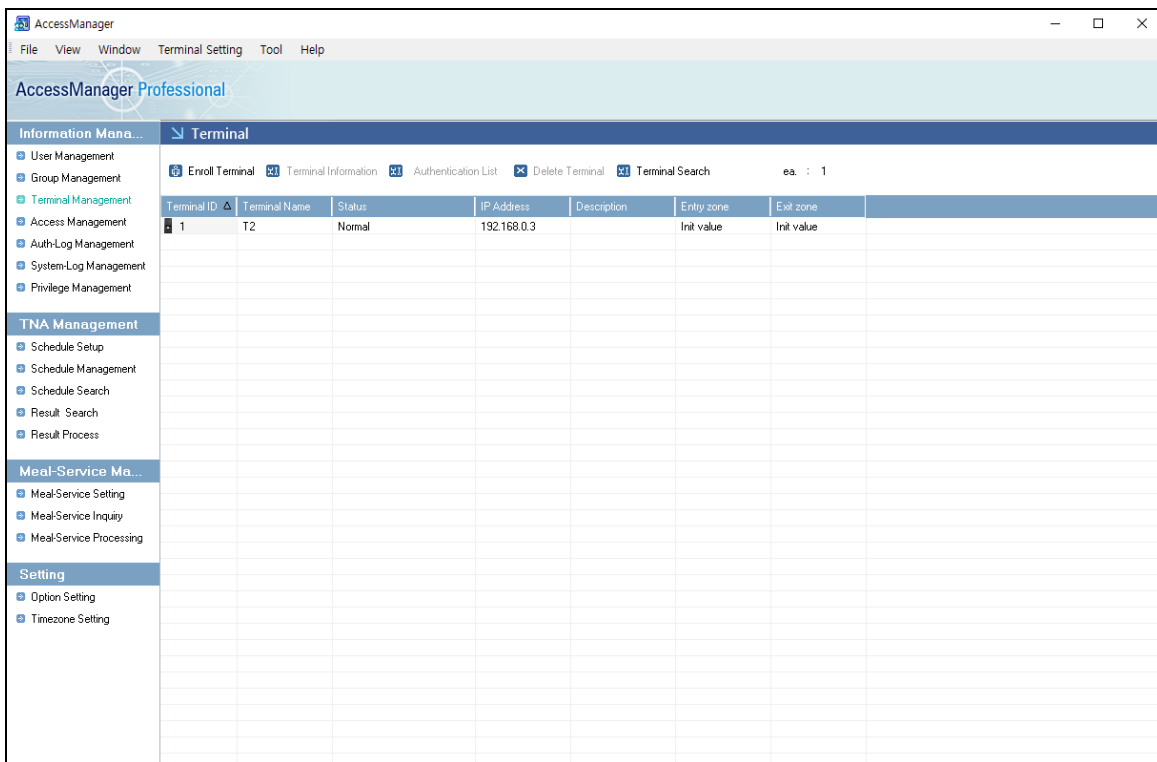 AccessManager
File View Window Terminal Setting Tool Help
AccessManager Professional
Information Mana...
User Management
Group Management
Terminal Management
Access Management
Auth-Log Management
System-Log Management
Privilege Management
TNA Management
Schedule Setup
Schedule Management
Schedule Search
Result Search
Result Process
Meal-Service Ma...
Meal-Service Setting
Meal-Service Inquiry
Meal-Service Processing
Setting
Option Setting
Timezone Setting
Terminal
Enroll Terminal Terminal Information Authentication List Delete Terminal Terminal Search ea. : 1
Terminal ID Terminal Name Status IP Address Description Entry zone Exit zone
1 T2 Normal 192.168.0.3 Init value Init value